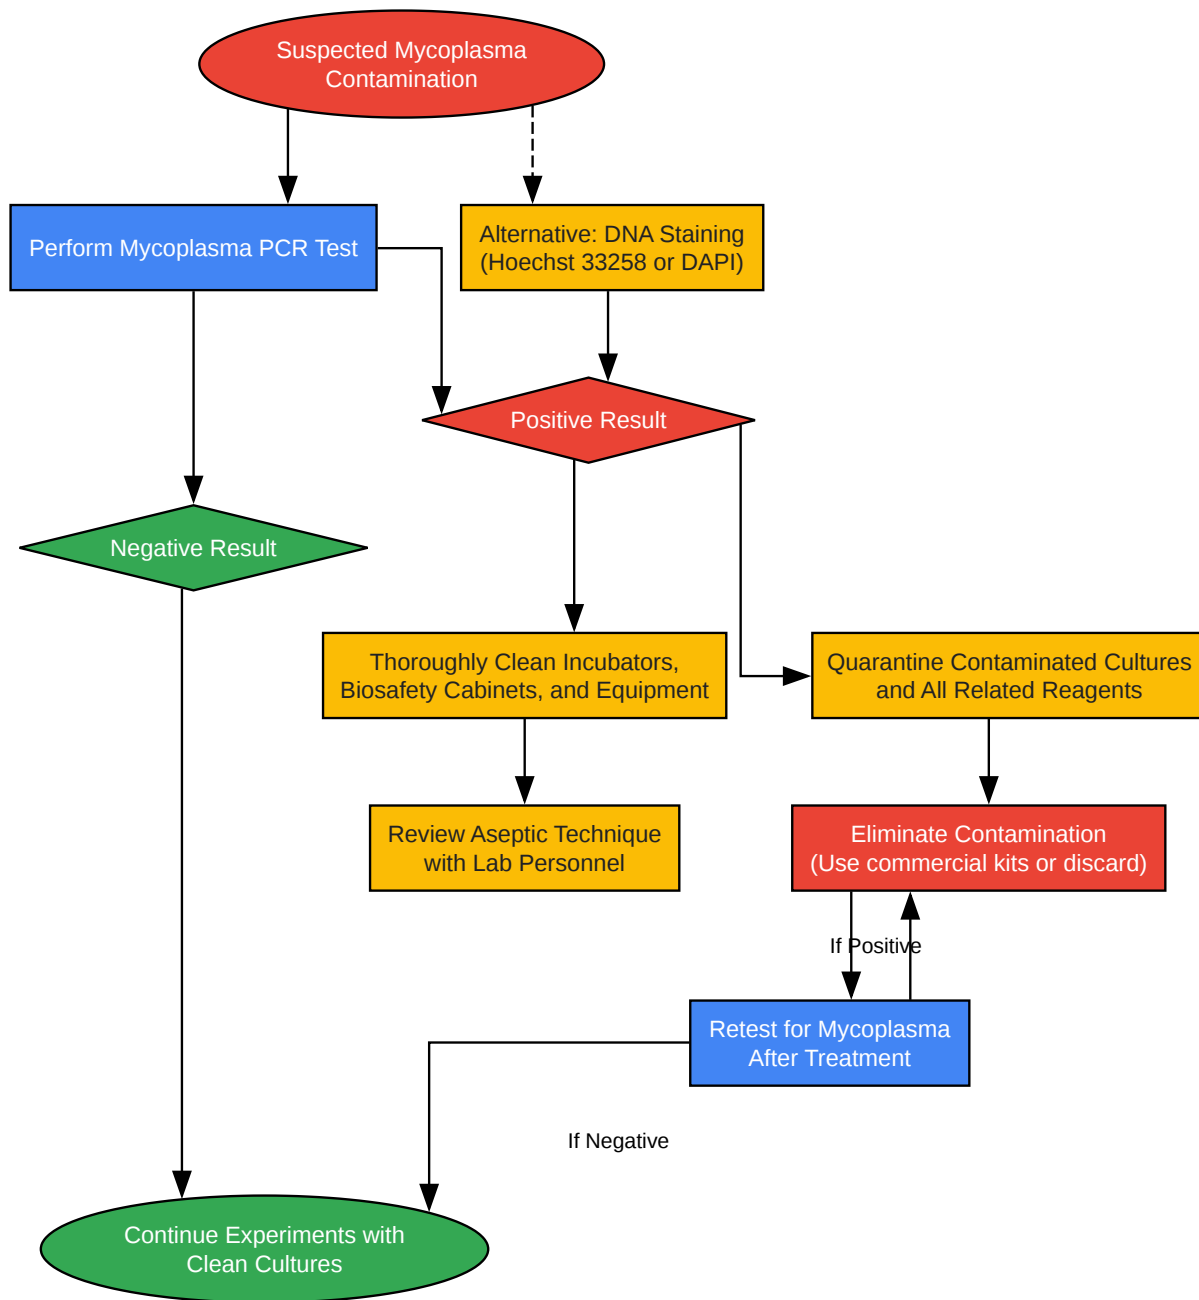 Suspected Mycoplasma
Contamination
Perform Mycoplasma PCR Test
Alternative: DNA Staining
(Hoechst 33258 or DAPI)
Positive Result
Negative Result
Thoroughly Clean Incubators,
Biosafety Cabinets, and Equipment
Quarantine Contaminated Cultures
and All Related Reagents
Review Aseptic Technique
with Lab Personnel
Eliminate Contamination
(Use commercial kits or discard)
If Positive
Retest for Mycoplasma
After Treatment
If Negative
Continue Experiments with
Clean Cultures